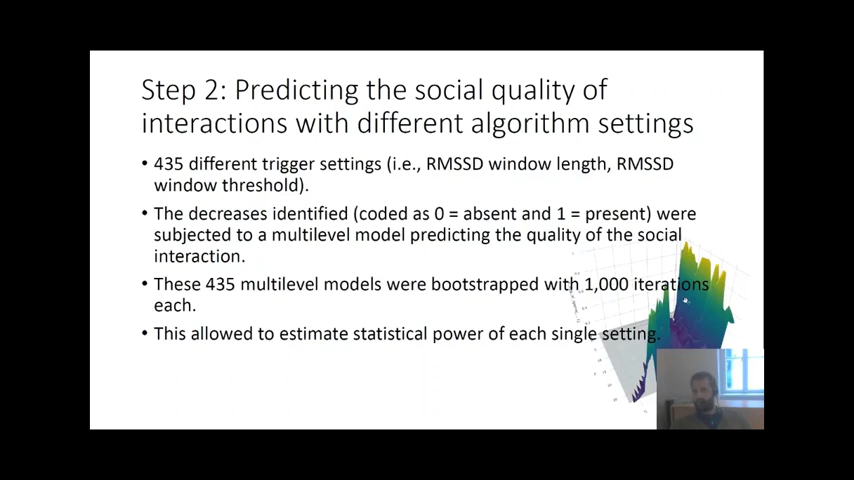 Step 2: Predicting the social quality of
interactions with different algorithm settings
• 435 different trigger settings (i.e., RMSSD window length, RMSSD
window threshold).
• The decreases identified (coded as 0 = absent and 1 = present) were
subjected to a multilevel model predicting the quality of the social
interaction.
• These 435 multilevel models were bootstrapped with 1,000 iterations
each.
• This allowed to estimate statistical power of each single setting.